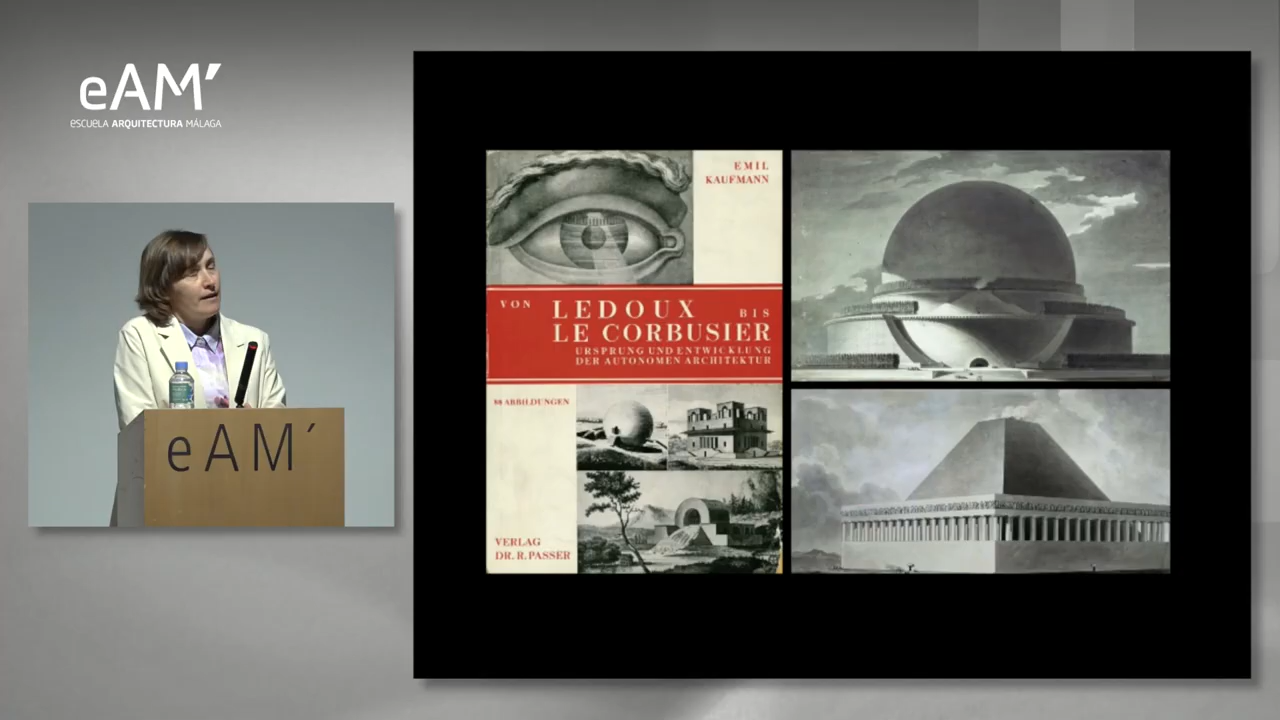 eAM′
ESCUELA ARQUITECTURA MÁLAGA
eAM′
EMIL
KAUFMANN
VON LEDOUX BIS
LE CORBUSIER
URSPRUNG UND ENTWICKLUNG
DER AUTONOMEN ARCHITEKTUR
80 ABBILDUNGEN
VERLAG
DR. R. PASSER